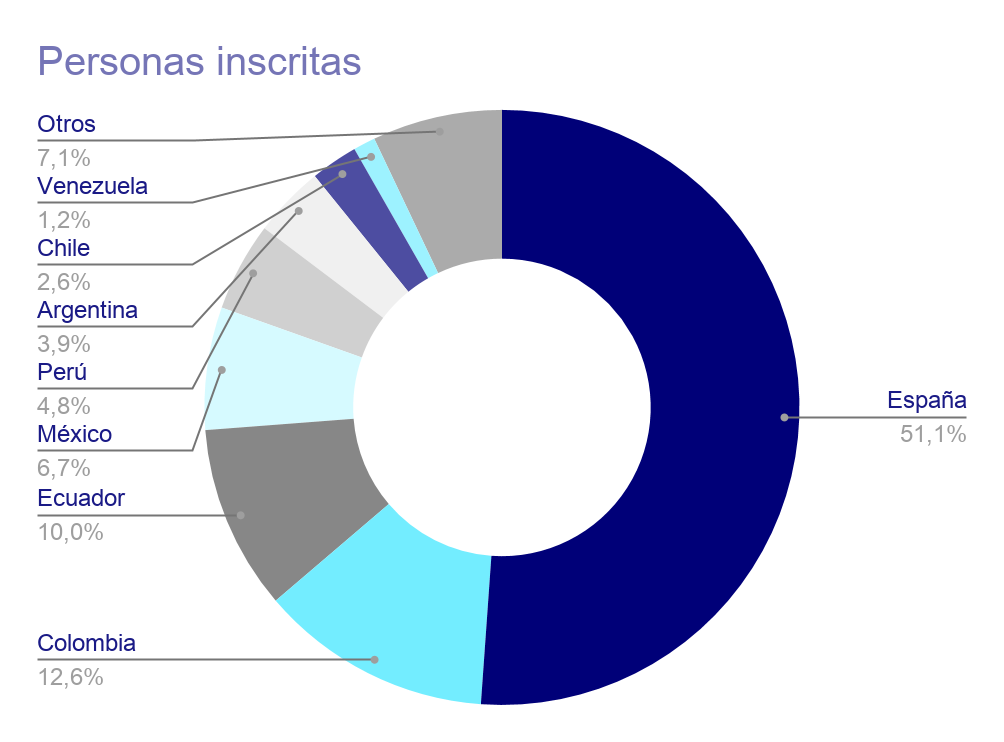 Personas inscritas
Otros
7,1%
Venezuela
1,2%
Chile
2,6%
Argentina
3,9%
Perú
4,8%
México
6,7%
Ecuador
10,0%
Colombia
12,6%
España
51,1%